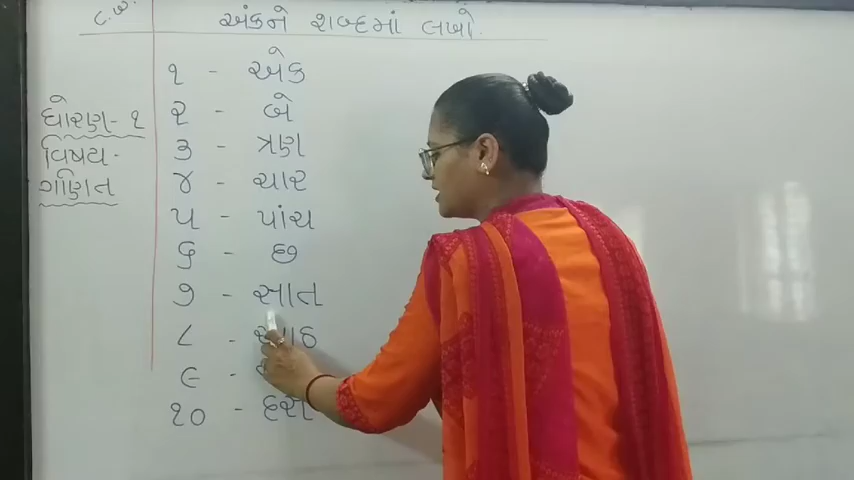 C.W.
અંકને શબ્દમાં લખો.
ધોરણ - ૧
વિષય -
ગણિત
૧ - એક
૨ - બે
૩ - ત્રણ
૪ - ચાર
૫ - પાંચ
૬ - છ
૭ - સાત
૮ - આઠ
૯ -
૧૦ - દસ